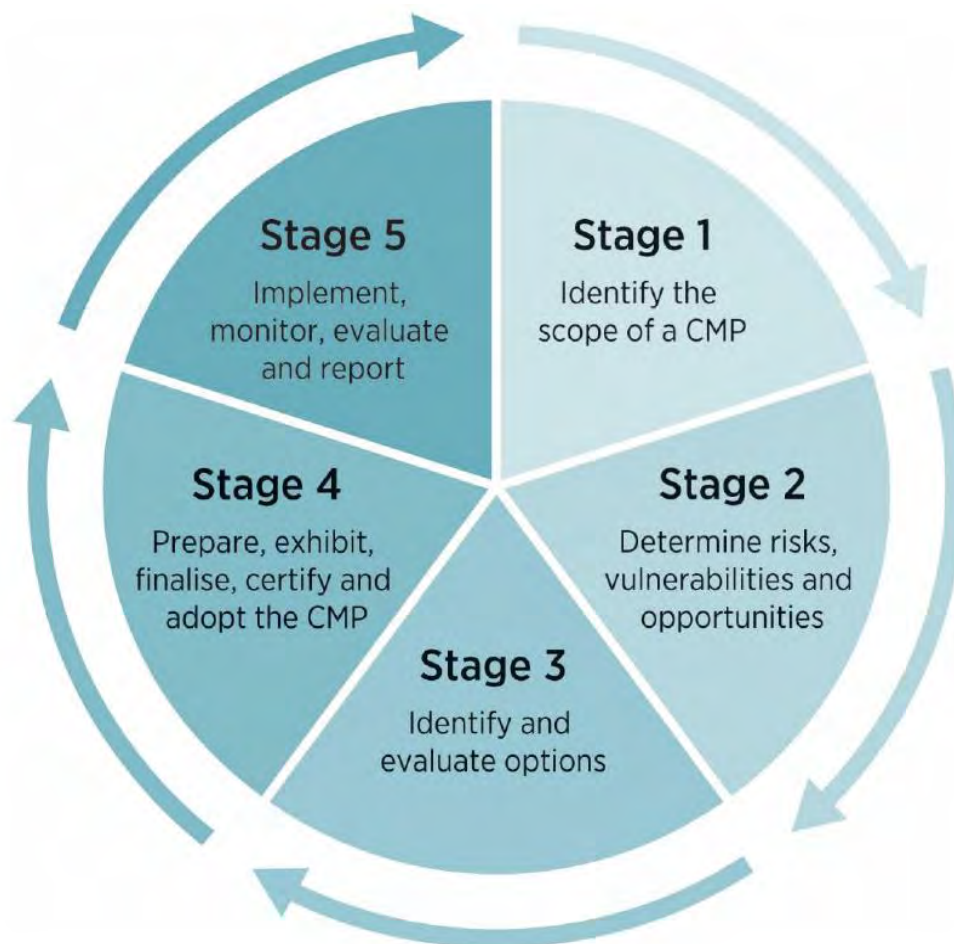 Stage 1
Identify the
scope of a CMP
Stage 2
Determine risks,
vulnerabilities and
opportunities
Stage 3
Identify and
evaluate options
Stage 4
Prepare, exhibit,
finalise, certify and
adopt the CMP
Stage 5
Implement,
monitor, evaluate
and report